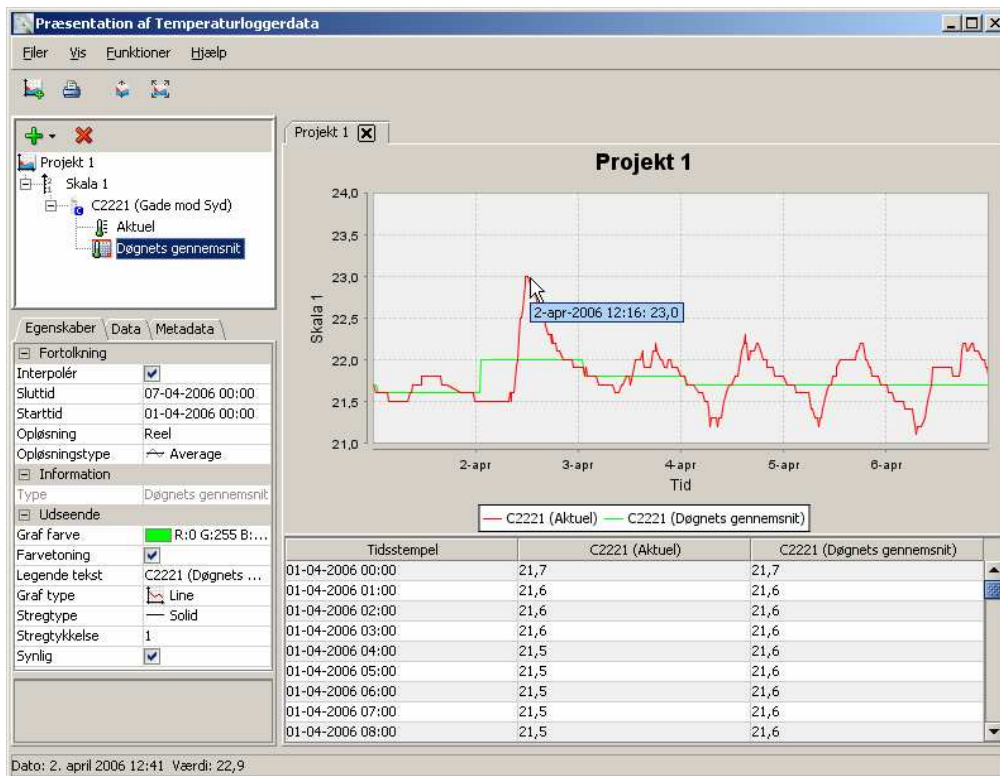 Præsentation af Temperaturloggerdata
Filer Vis Funktioner Hjælp
Projekt 1
Skala 1
C2221 (Gade mod Syd)
Aktuel
Døgnets gennemsnit
Egenskaber Data Metadata
Fortolkning
Interpolér
Sluttid 07-04-2006 00:00
Starttid 01-04-2006 00:00
Opløsning Reel
Opløsningstype Average
Information
Type Døgnets gennemsnit
Udseende
Graf farve R:0 G:255 B:...
Farvetoning
Legende tekst C2221 (Døgnets ...
Graf type Line
Stregtype Solid
Stregtykkelse 1
Synlig
Projekt 1
Projekt 1
24,0
23,5
23,0
22,5
22,0
21,5
21,0
Skala 1
2-apr-2006 12:16: 23,0
2-apr 3-apr 4-apr 5-apr 6-apr
Tid
C2221 (Aktuel) C2221 (Døgnets gennemsnit)
Tidsstempel C2221 (Aktuel) C2221 (Døgnets gennemsnit)
01-04-2006 00:00 21,7 21,7
01-04-2006 01:00 21,6 21,6
01-04-2006 02:00 21,6 21,6
01-04-2006 03:00 21,6 21,6
01-04-2006 04:00 21,5 21,6
01-04-2006 05:00 21,5 21,6
01-04-2006 06:00 21,5 21,6
01-04-2006 07:00 21,5 21,6
01-04-2006 08:00 21,5 21,6
Dato: 2. april 2006 12:41 Værdi: 22,9